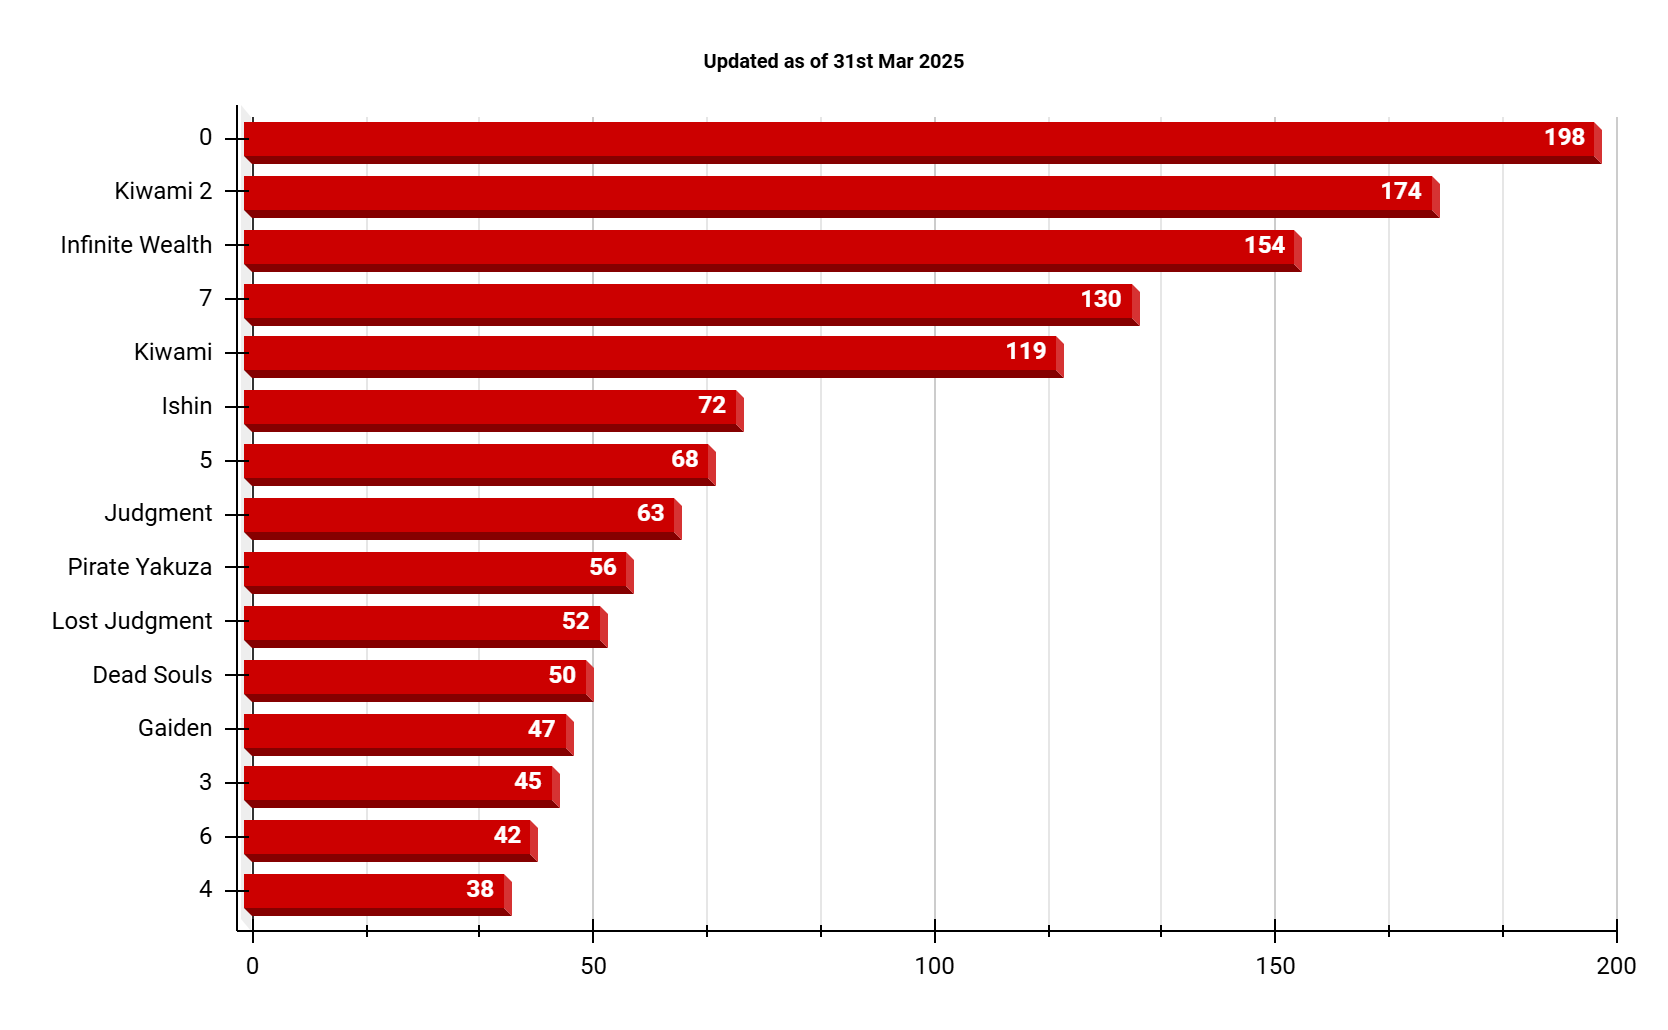 Updated as of 31st Mar 2025
0 198
Kiwami 2 174
Infinite Wealth 154
7 130
Kiwami 119
Ishin 72
5 68
Judgment 63
Pirate Yakuza 56
Lost Judgment 52
Dead Souls 50
Gaiden 47
3 45
6 42
4 38
0 50 100 150 200